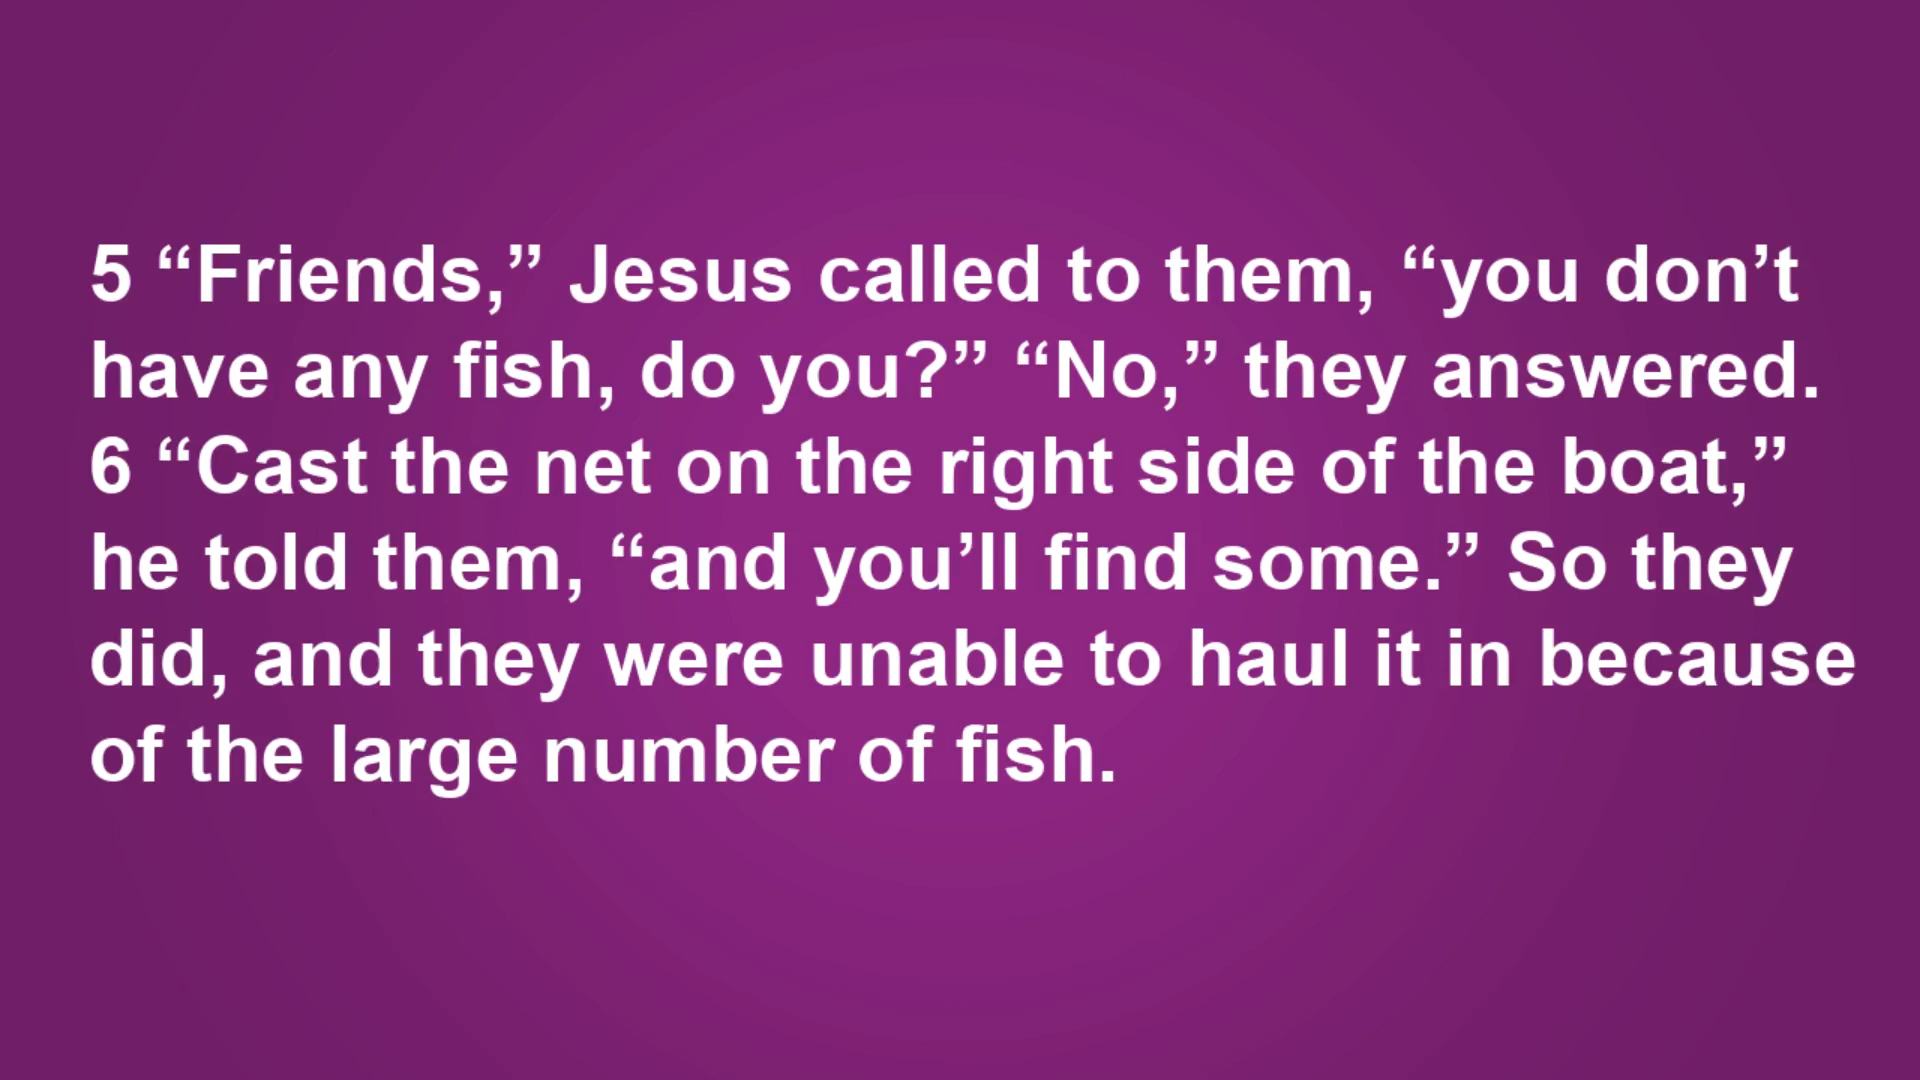 5 “Friends,” Jesus called to them, “you don’t
have any fish, do you?” “No,” they answered.
6 “Cast the net on the right side of the boat,”
he told them, “and you’ll find some.” So they
did, and they were unable to haul it in because
of the large number of fish.